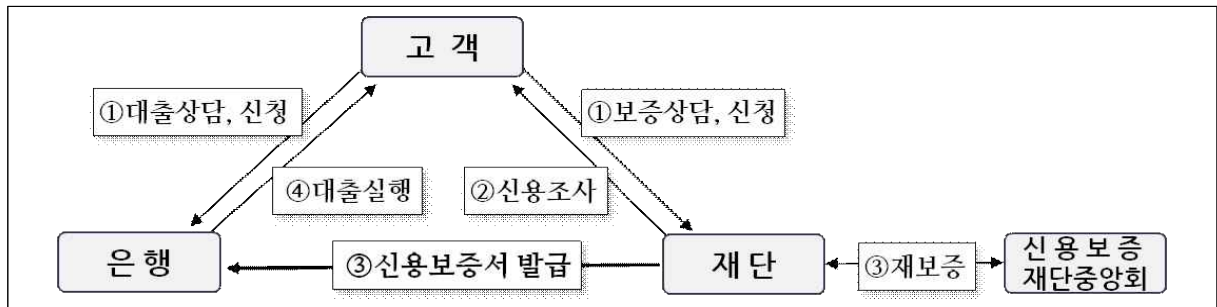 고 객
①대출상담, 신청
①보증상담, 신청
④대출실행
②신용조사
은 행
③신용보증서 발급
재 단
③재보증
신 용 보 증
재단중앙회